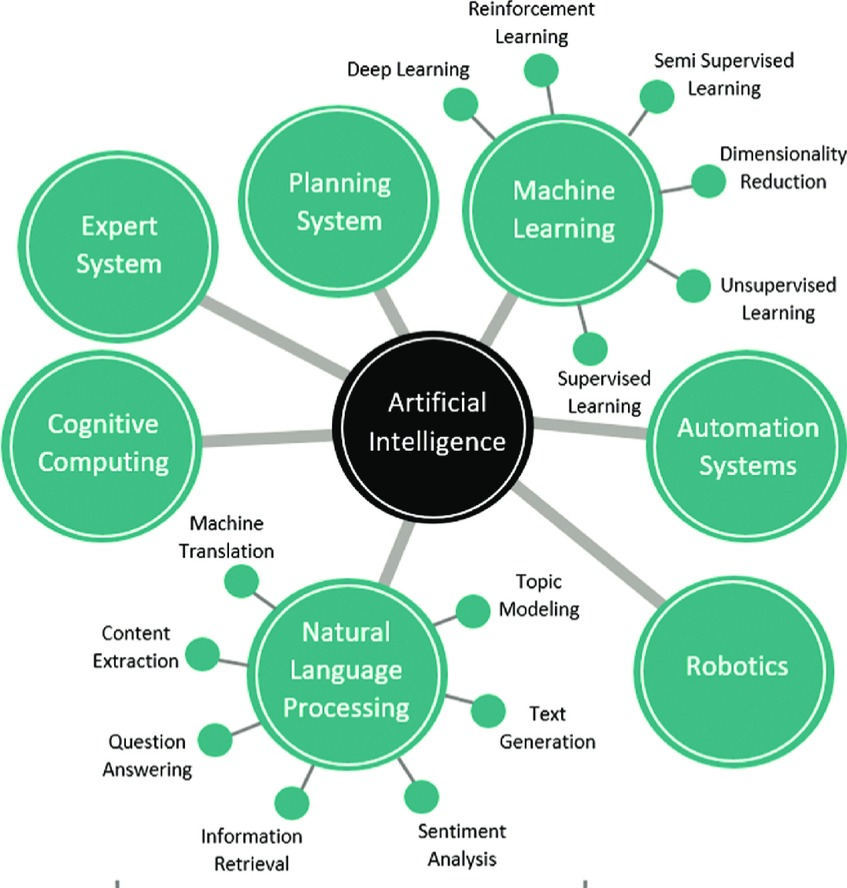 Reinforcement
Learning
Deep Learning
Semi Supervised
Learning
Dimensionality
Reduction
Unsupervised
Learning
Supervised
Learning
Machine
Learning
Planning
System
Expert
System
Cognitive
Computing
Artificial
Intelligence
Automation
Systems
Robotics
Natural
Language
Processing
Machine
Translation
Content
Extraction
Question
Answering
Information
Retrieval
Sentiment
Analysis
Text
Generation
Topic
Modeling